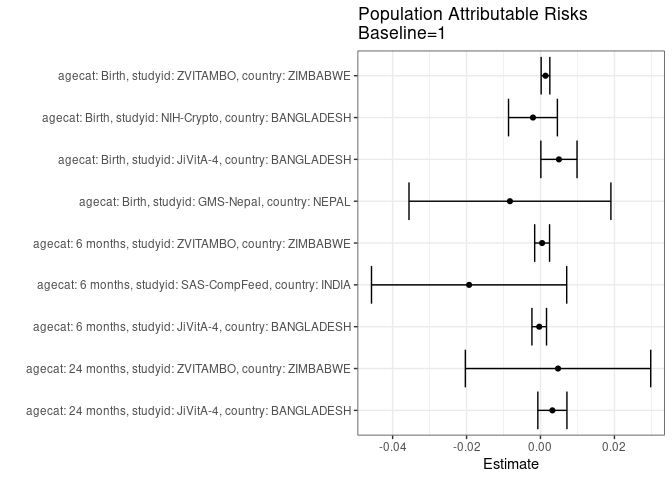 Population Attributable Risks
Baseline=1
agecat: Birth, studyid: ZVITAMBO, country: ZIMBABWE
agecat: Birth, studyid: NIH-Crypto, country: BANGLADESH
agecat: Birth, studyid: JiVitA-4, country: BANGLADESH
agecat: Birth, studyid: GMS-Nepal, country: NEPAL
agecat: 6 months, studyid: ZVITAMBO, country: ZIMBABWE
agecat: 6 months, studyid: SAS-CompFeed, country: INDIA
agecat: 6 months, studyid: JiVitA-4, country: BANGLADESH
agecat: 24 months, studyid: ZVITAMBO, country: ZIMBABWE
agecat: 24 months, studyid: JiVitA-4, country: BANGLADESH
-0.04 -0.02 0.00 0.02
Estimate